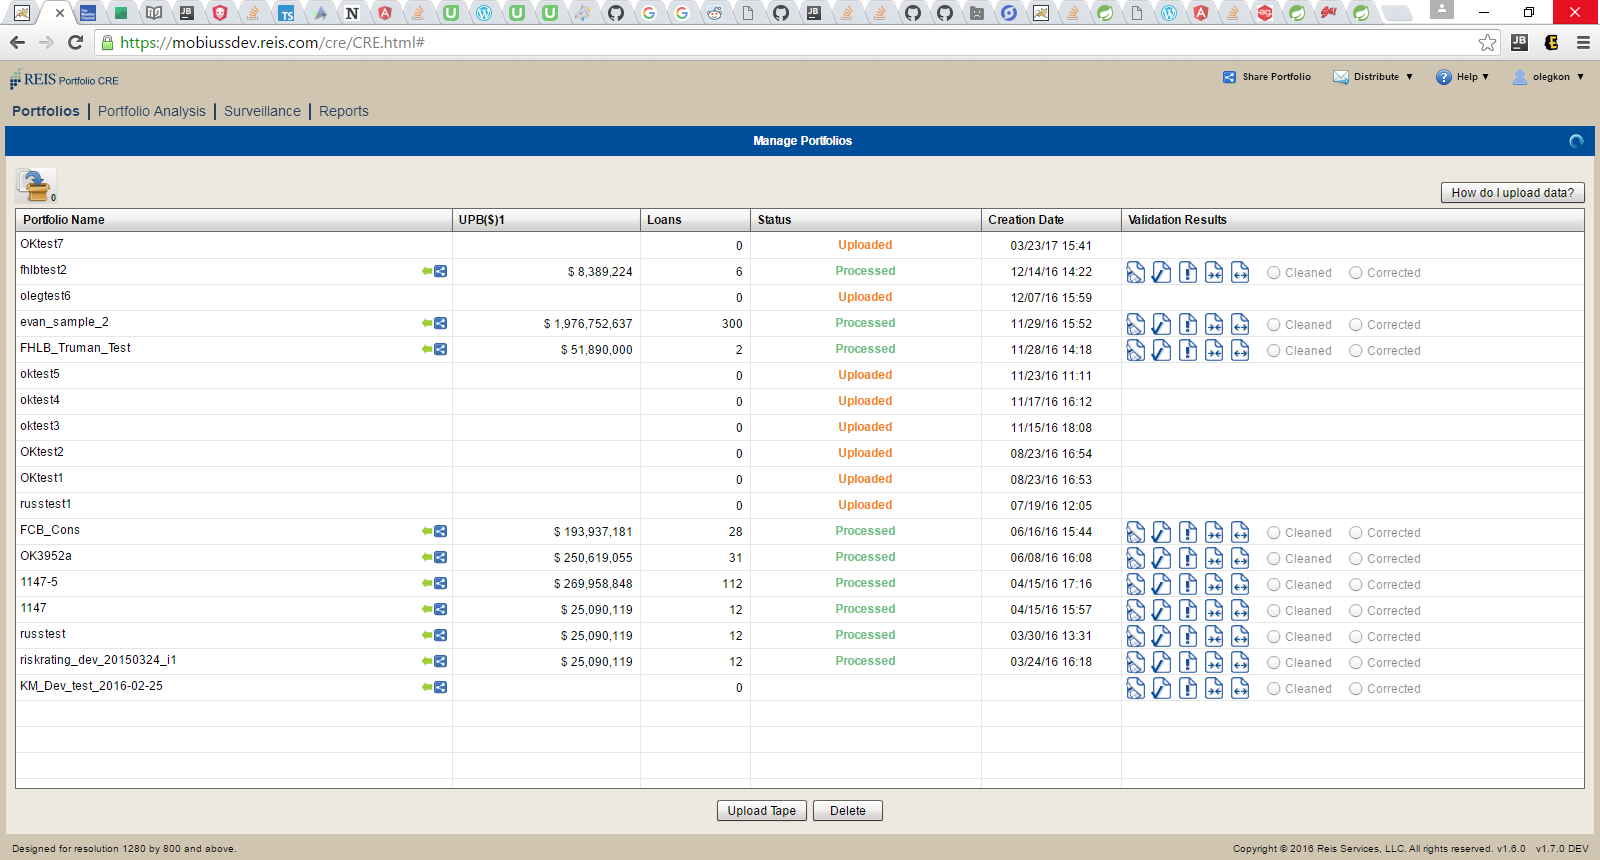 https://mobiussdev.reis.com/cre/CRE.html#
REIS Portfolio CRE
Share Portfolio Distribute ▼ Help ▼ olegkon ▼
Portfolios | Portfolio Analysis | Surveillance | Reports
Manage Portfolios
0
How do I upload data?
Portfolio Name UPB($)1 Loans Status Creation Date Validation Results
OKtest7 0 Uploaded 03/23/17 15:41
fhlbtest2 $ 8,389,224 6 Processed 12/14/16 14:22 Cleaned Corrected
olegtest6 0 Uploaded 12/07/16 15:59
evan_sample_2 $ 1,976,752,637 300 Processed 11/29/16 15:52 Cleaned Corrected
FHLB_Truman_Test $ 51,890,000 2 Processed 11/28/16 14:18 Cleaned Corrected
oktest5 0 Uploaded 11/23/16 11:11
oktest4 0 Uploaded 11/17/16 16:12
oktest3 0 Uploaded 11/15/16 18:08
OKtest2 0 Uploaded 08/23/16 16:54
OKtest1 0 Uploaded 08/23/16 16:53
russtest1 0 Uploaded 07/19/16 12:05
FCB_Cons $ 193,937,181 28 Processed 06/16/16 15:44 Cleaned Corrected
OK3952a $ 250,619,055 31 Processed 06/08/16 16:08 Cleaned Corrected
1147-5 $ 269,958,848 112 Processed 04/15/16 17:16 Cleaned Corrected
1147 $ 25,090,119 12 Processed 04/15/16 15:57 Cleaned Corrected
russtest $ 25,090,119 12 Processed 03/30/16 13:31 Cleaned Corrected
riskrating_dev_20150324_i1 $ 25,090,119 12 Processed 03/24/16 16:18 Cleaned Corrected
KM_Dev_test_2016-02-25 0 Cleaned Corrected
Upload Tape Delete
Designed for resolution 1280 by 800 and above. Copyright © 2016 Reis Services, LLC. All rights reserved. v1.6.0 v1.7.0 DEV